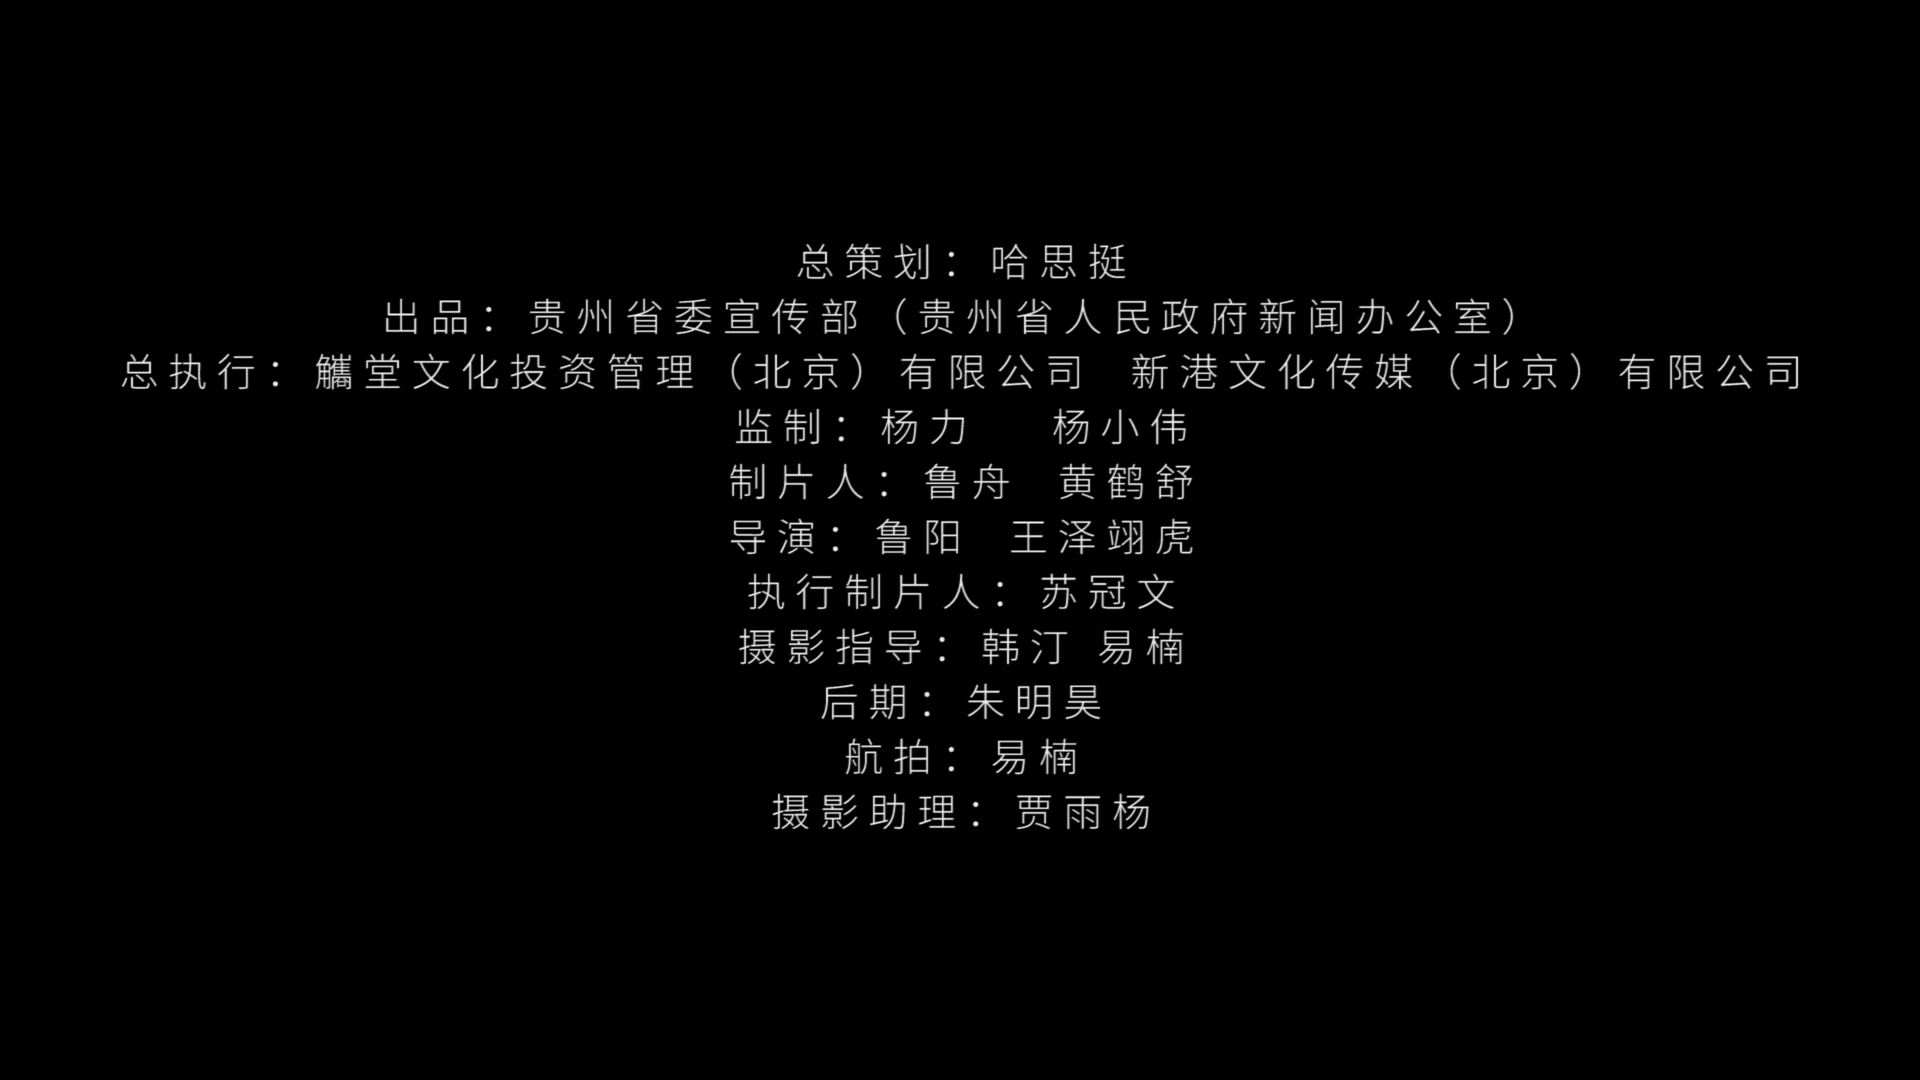 总策划：哈思挺
出品：贵州省委宣传部（贵州省人民政府新闻办公室）
总执行：觿堂文化投资管理（北京）有限公司 新港文化传媒（北京）有限公司
监制：杨力 杨小伟
制片人：鲁舟 黄鹤舒
导演：鲁阳 王泽翊虎
执行制片人：苏冠文
摄影指导：韩汀 易楠
后期：朱明昊
航拍：易楠
摄影助理：贾雨杨